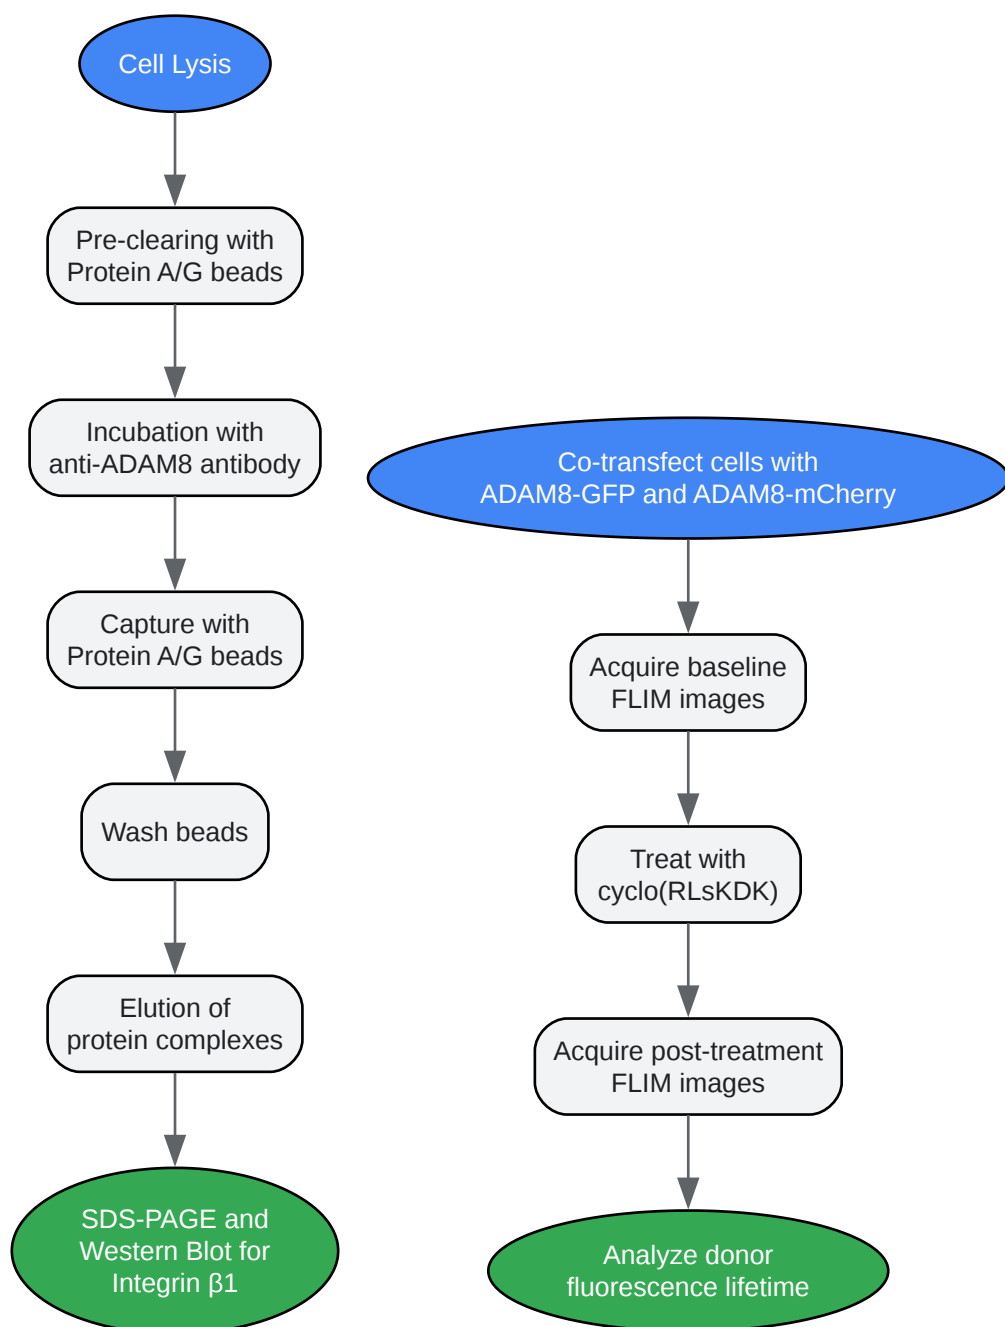 Cell Lysis
Pre-clearing with
Protein A/G beads
Incubation with
anti-ADAM8 antibody
Capture with
Protein A/G beads
Wash beads
Elution of
protein complexes
SDS-PAGE and
Western Blot for
Integrin β1
Co-transfect cells with
ADAM8-GFP and ADAM8-mCherry
Acquire baseline
FLIM images
Treat with
cyclo(RLsKDK)
Acquire post-treatment
FLIM images
Analyze donor
fluorescence lifetime